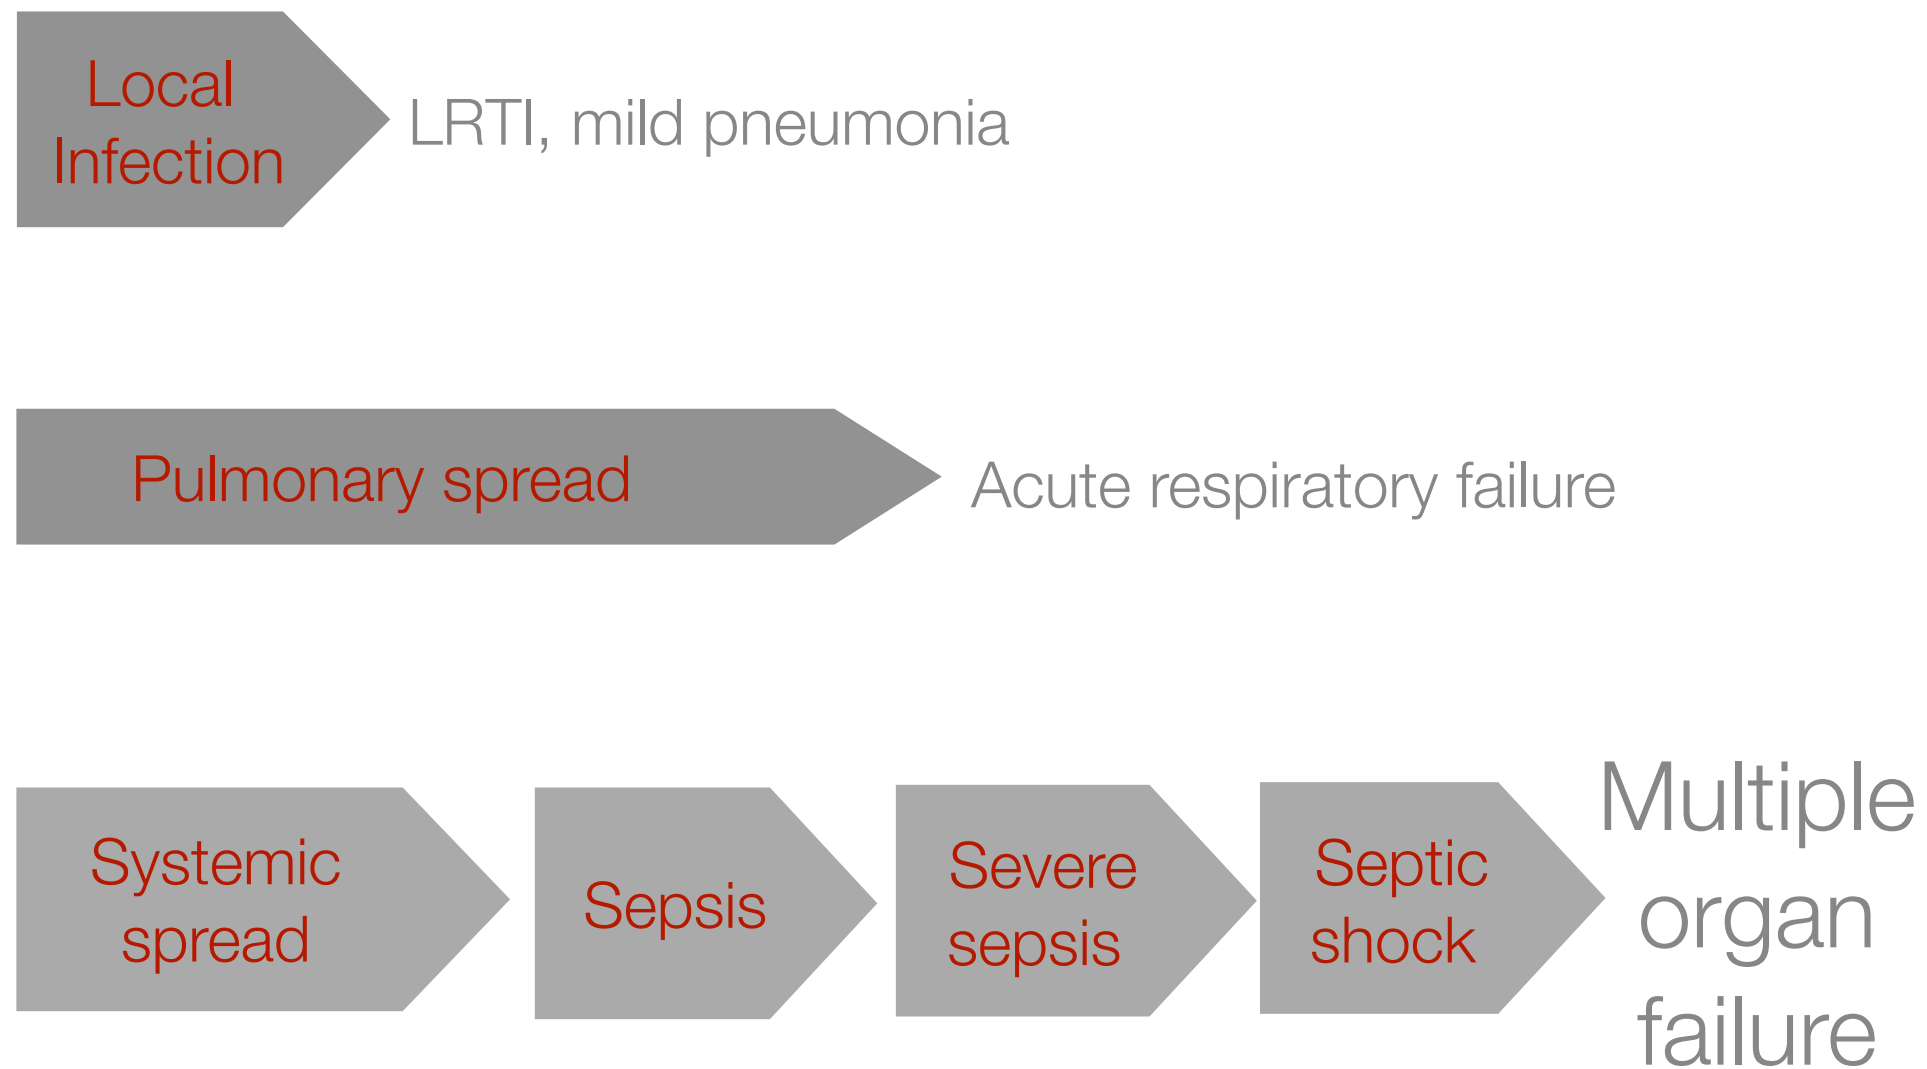 Local
Infection
LRTI, mild pneumonia
Pulmonary spread
Acute respiratory failure
Systemic
spread
Sepsis
Severe
sepsis
Septic
shock
Multiple
organ
failure